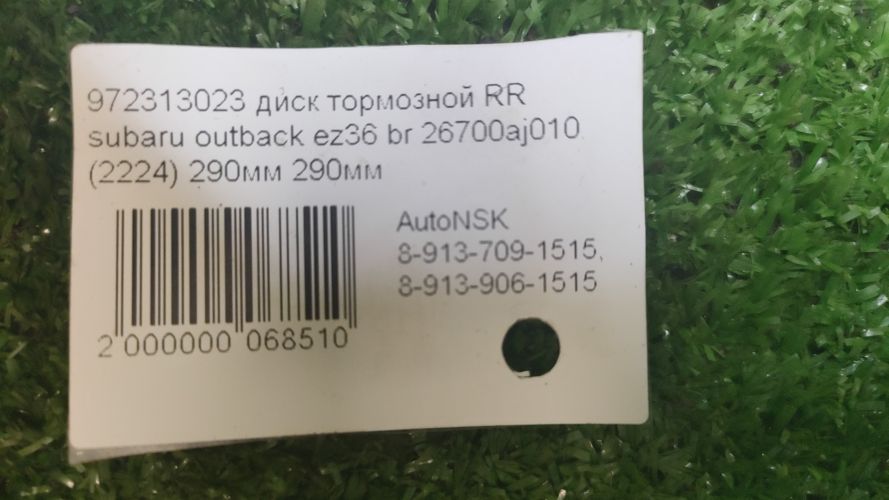 972313023 диск тормозной RR
subaru outback ez36 br 26700aj010
(2224) 290мм 290мм
AutoNSK
8-913-709-1515,
8-913-906-1515
2 000000 068510